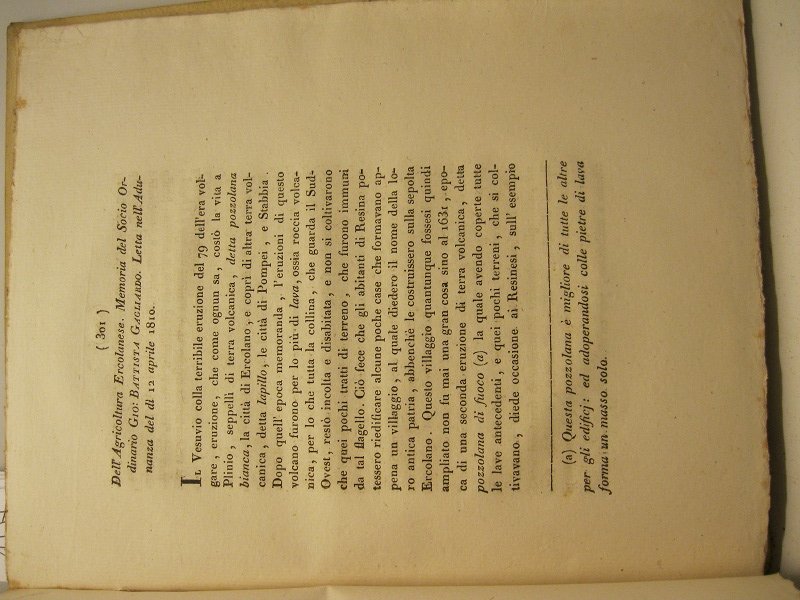 ( 301 )
Dell'Agricoltura Ercolanese. Memoria del Socio Or-
dinario GIO: BATTISTA GAGLIARDO. Letta nell'Adu-
nanza del dì 12 aprile 1810.
IL Vesuvio colla terribile eruzione del 79 dell'era vol-
gare, eruzione, che come ognun sa, costò la vita a
Plinio, seppellì di terra volcanica, detta pozzolana
bianca, la città di Ercolano, e coprì di altra terra vol-
canica, detta lapillo, le città di Pompei, e Stabbia.
Dopo quell'epoca memoranda, l'eruzioni di questo
volcano furono per lo più di lava, ossia roccia volca-
nica, per lo che tutta la collina, che guarda il Sud-
Ovest, restò incolta e disabitata, e non si coltivarono
che quei pochi tratti di terreno, che furono immuni
da tal flagello. Ciò fece che gli abitanti di Resina po-
tessero riedificare alcune poche case che formavano ap-
pena un villaggio, al quale diedero il nome della lo-
ro antica patria, abbenchè le costruissero sulla sepolta
Ercolano. Questo villaggio quantunque fossesi quindi
ampliato non fu mai una gran cosa sino al 1631, epo-
ca di una seconda eruzione di terra volcanica, detta
pozzolana di fuoco (a) la quale avendo coperte tutte
le lave antecedenti, e quei pochi terreni, che si col-
tivavano, diede occasione ai Resinesi, sull'esempio
(a) Questa pozzolana è migliore di tutte le altre
per gli edificj: ed adoperandosi colle pietre di lava
forma un masso solo.